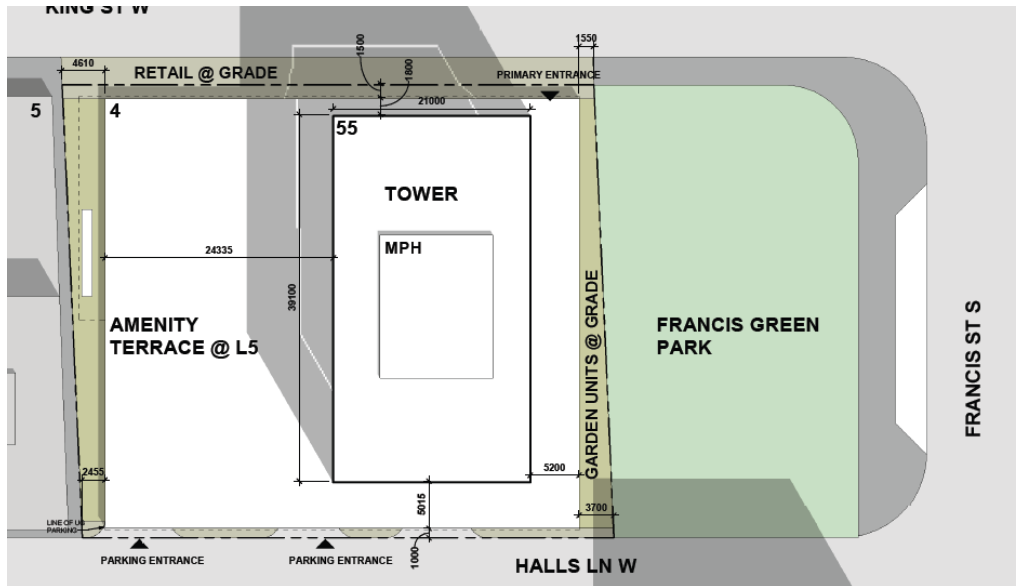 KING ST W
4610
1500
1550
RETAIL @ GRADE
1800
PRIMARY ENTRANCE
5
4
21000
55
TOWER
MPH
24335
39100
AMENITY
TERRACE @ L5
GARDEN UNITS @ GRADE
FRANCIS GREEN
PARK
FRANCIS ST S
2455
5200
5015
3700
LINE OF UG
PARKING
1000
PARKING ENTRANCE
PARKING ENTRANCE
HALLS LN W